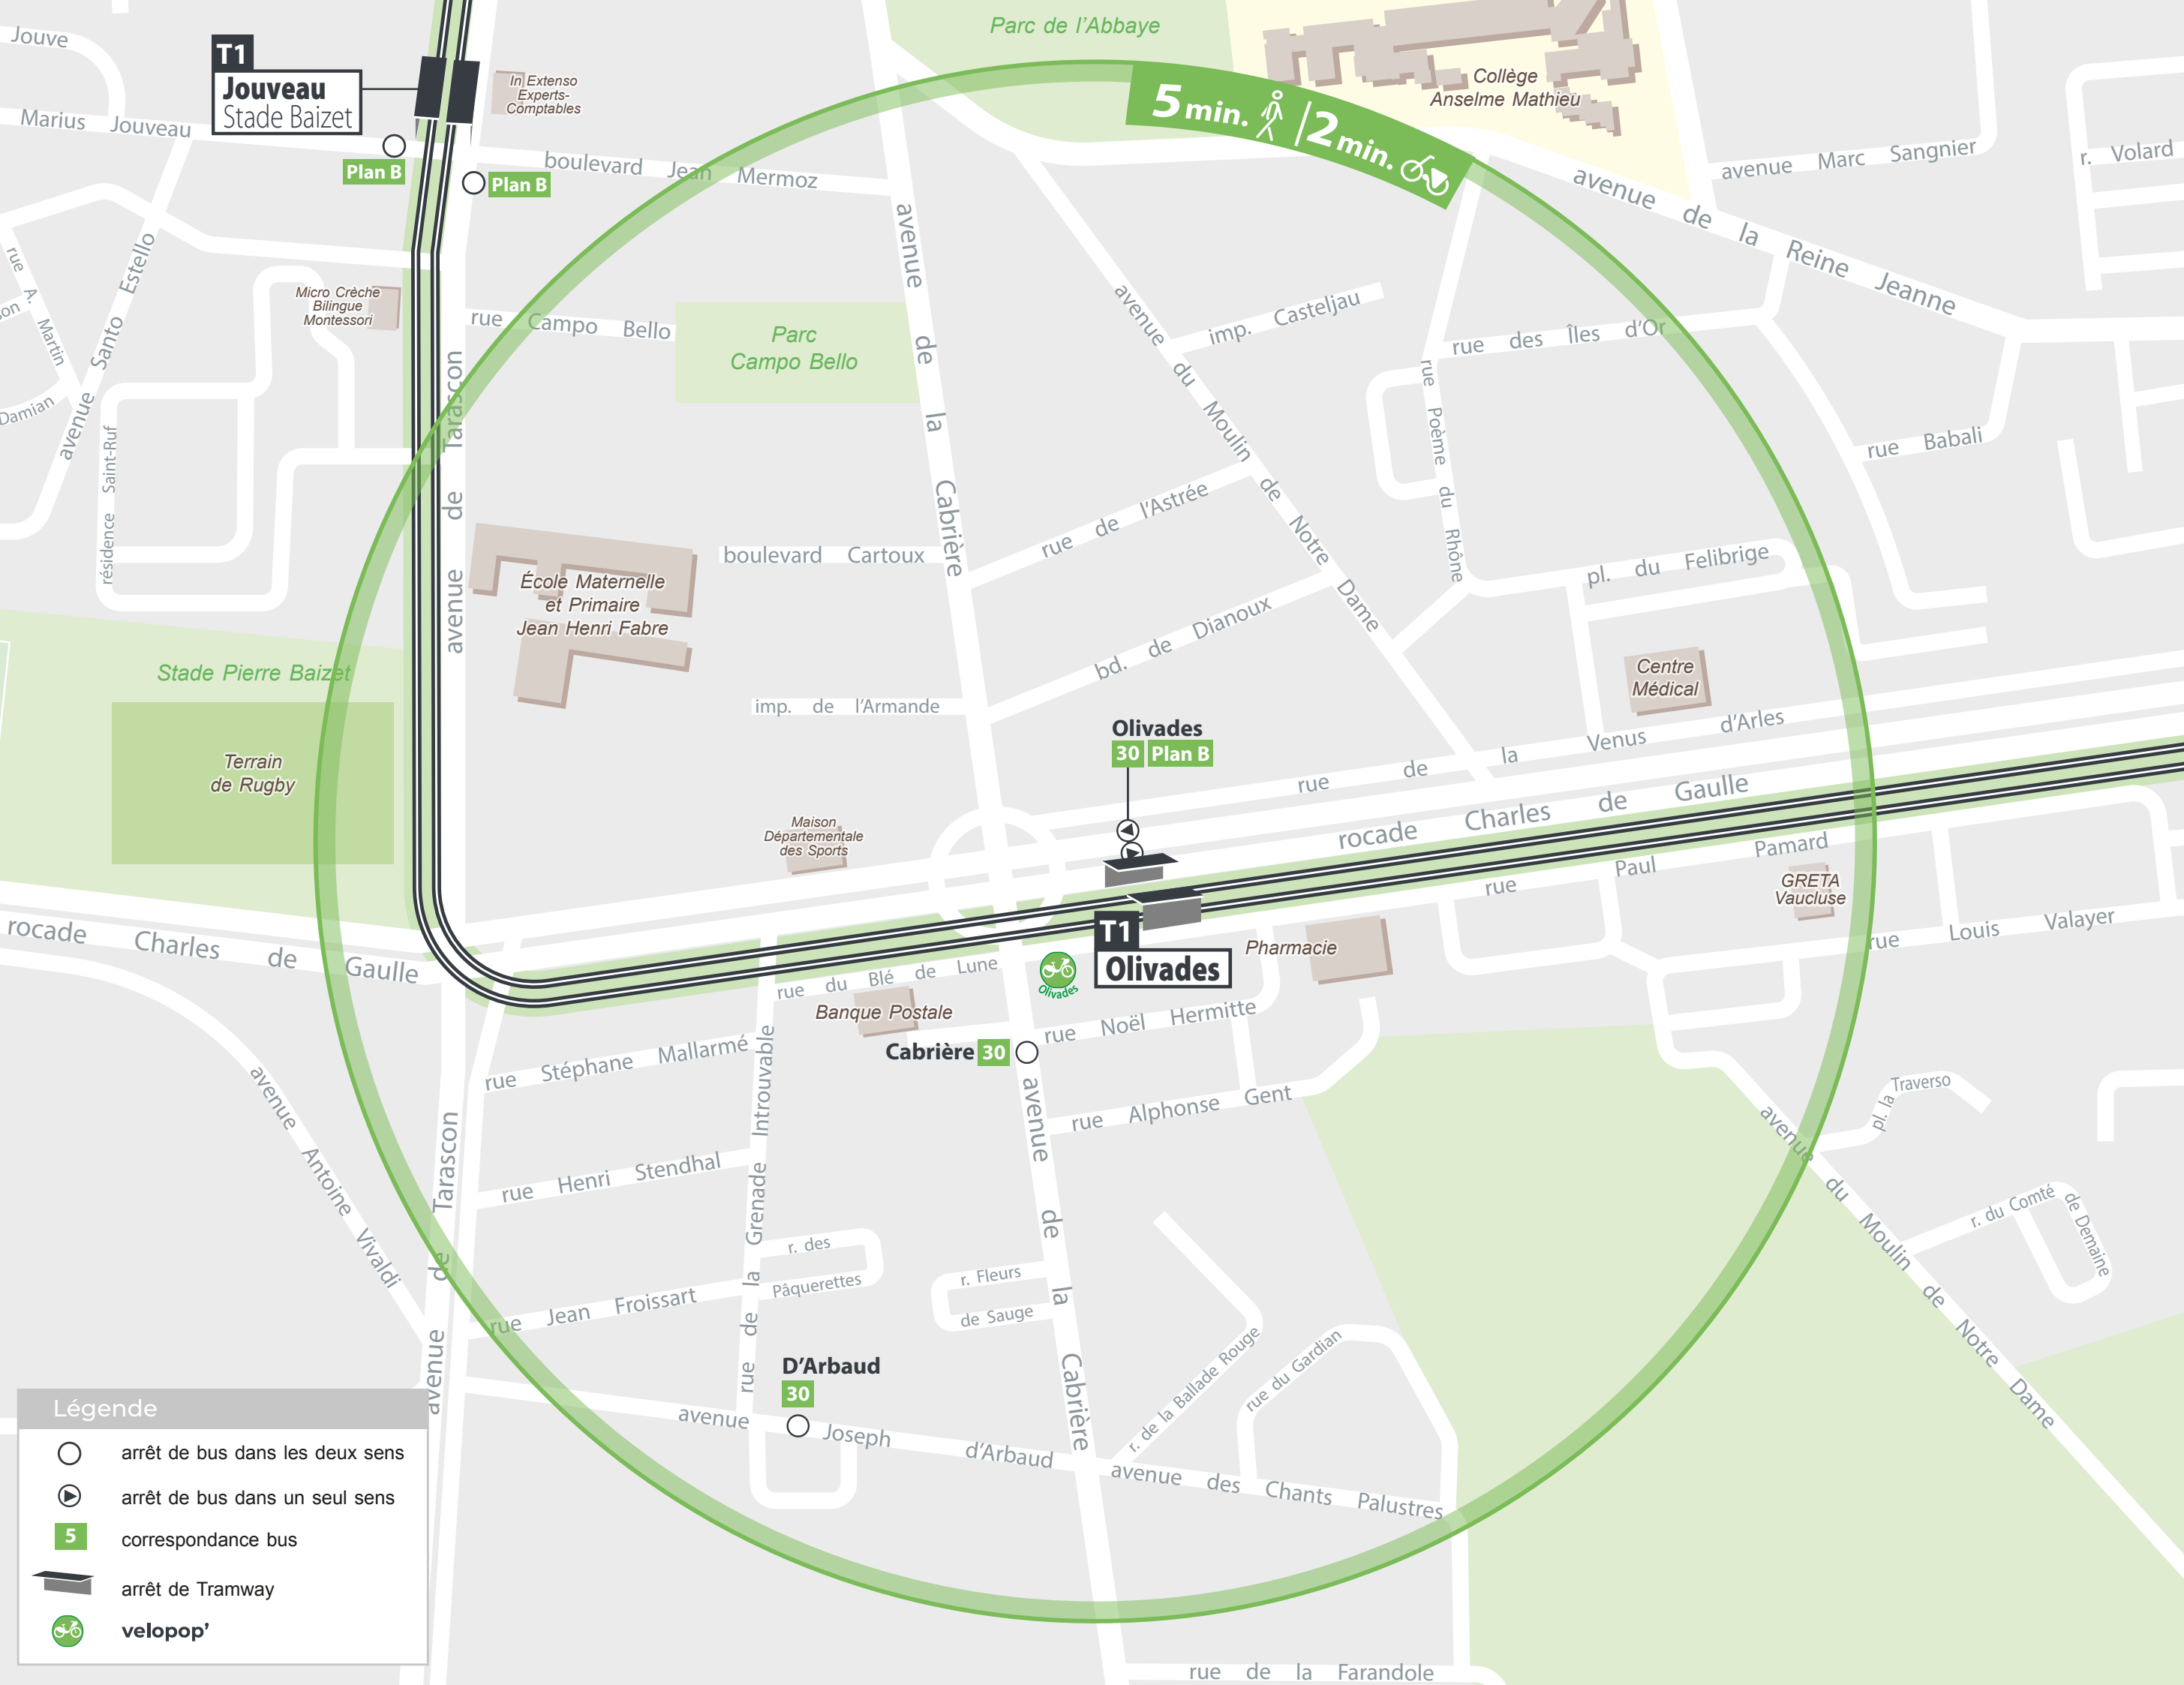 Jouve
T1
Jouveau
Stade Baizet
In Extenso
Experts-
Comptables
Parc de l'Abbaye
Collège
Anselme Mathieu
5 min. / 2 min.
Marius Jouveau
Plan B
Plan B
boulevard Jean Mermoz
avenue Marc Sangnier
r. Volard
avenue de la Reine Jeanne
rue A. Martin
Damian
avenue Santo Estello
résidence Saint-Ruf
Micro Crèche
Bilingue
Montessori
rue Campo Bello
Parc
Campo Bello
avenue de la Cabrière
avenue du Moulin de Notre Dame
imp. Casteljau
rue des Îles d'Or
rue Poème du Rhône
rue Babali
avenue de Tarascon
École Maternelle
et Primaire
Jean Henri Fabre
boulevard Cartoux
rue de l'Astrée
bd. de Dianoux
pl. du Felibrige
Centre
Médical
imp. de l'Armande
Stade Pierre Baizet
Terrain
de Rugby
Olivades
30 Plan B
rue de la Venus d'Arles
rocade Charles de Gaulle
Maison
Départementale
des Sports
rue Paul Pamard
GRETA
Vaucluse
rue Louis Valayer
T1
Olivades
Pharmacie
Olivades
rocade Charles de Gaulle
rue du Blé de Lune
Banque Postale
Cabrière 30
rue Noël Hermitte
rue Stéphane Mallarmé
rue Alphonse Gent
avenue Antoine Vivaldi
avenue de Tarascon
rue de la Grenade Introuvable
rue Henri Stendhal
rue Jean Froissart
r. des
Pâquerettes
r. Fleurs
de Sauge
avenue de la Cabrière
pl. la Traverso
avenue du Moulin de Notre Dame
r. du Comté de Demaine
r. de la Ballade Rouge
rue du Gardian
D'Arbaud
30
avenue Joseph d'Arbaud
avenue des Chants Palustres
rue de la Farandole
Légende
arrêt de bus dans les deux sens
arrêt de bus dans un seul sens
5 correspondance bus
arrêt de Tramway
velopop'